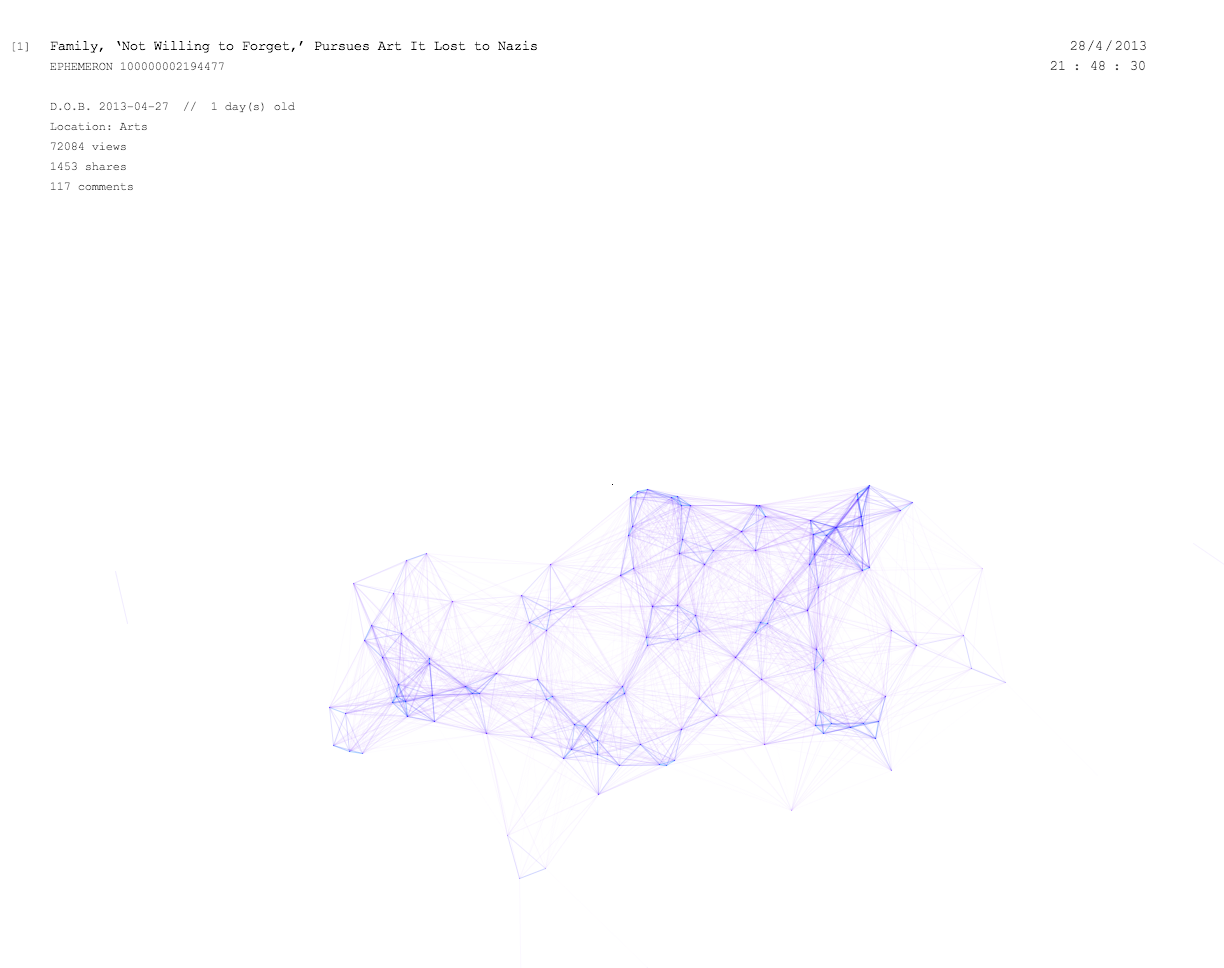 [1] Family, ‘Not Willing to Forget,’ Pursues Art It Lost to Nazis
28/4/2013
EPHEMERON 100000002194477
21 : 48 : 30
D.O.B. 2013-04-27 // 1 day(s) old
Location: Arts
72084 views
1453 shares
117 comments